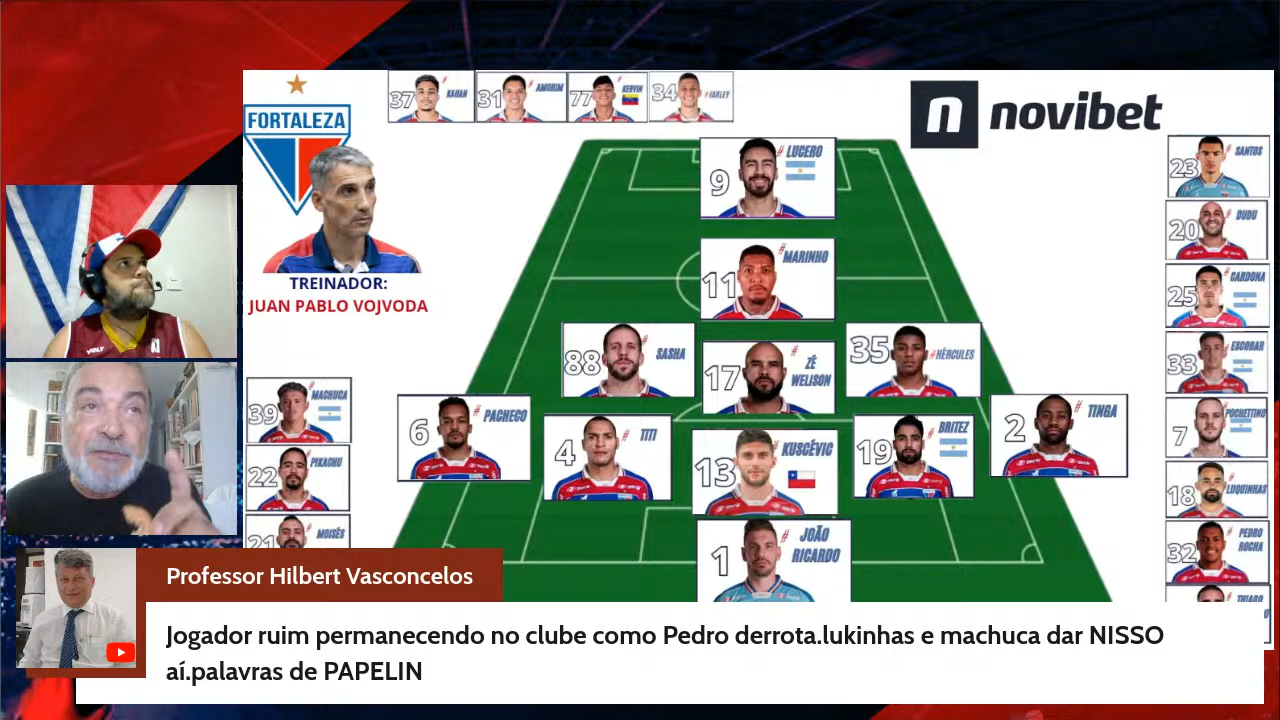 37 KAUAN
31 AMORIM
77 KERVIN
34 IARLEY
FORTALEZA
n novibet
TREINADOR:
JUAN PABLO VOJVODA
9 # LUCERO
11 # MARINHO
88 # SASHA
17 # ZÉ WELISON
35 #HÉRCULES
6 # PACHECO
4 # TITI
13 # KUSCÉVIC
19 # BRITEZ
2 # TINGA
1 # JOÃO RICARDO
39 # MACHUCA
22 # PIKACHU
21 # MOISÉS
23 # SANTOS
20 # DUDU
25 # CARDONA
33 # ESCOBAR
7 # POCHETTINO
18 # LUQUINHAS
32 # PEDRO ROCHA
THIAGO
VOLT
Professor Hilbert Vasconcelos
Jogador ruim permanecendo no clube como Pedro derrota.lukinhas e machuca dar NISSO
aí.palavras de PAPELIN